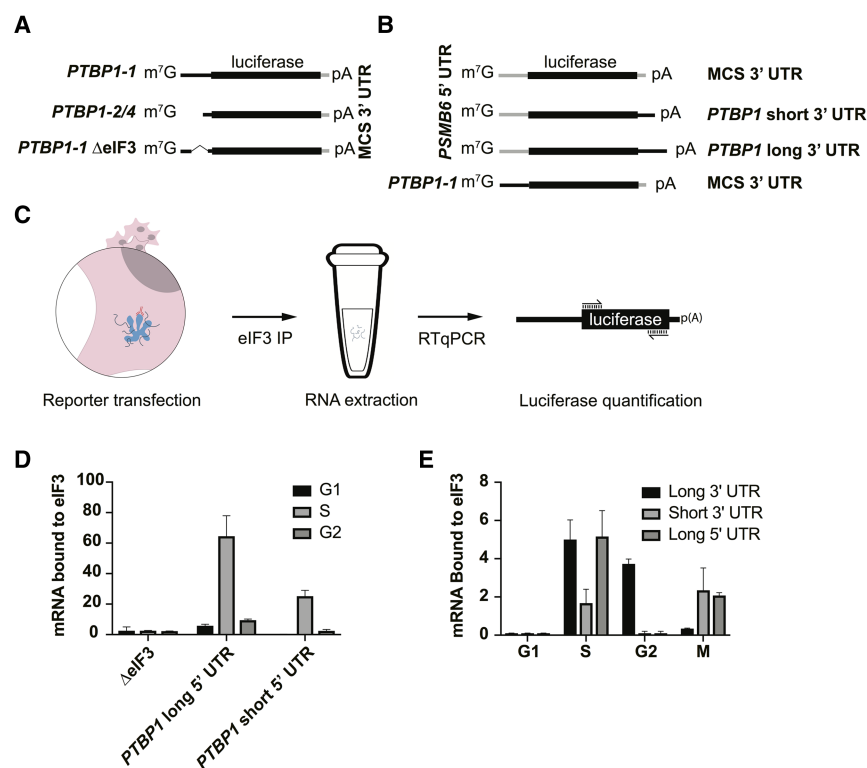 A
luciferase
PTBP1-1 m⁷G pA
PTBP1-2/4 m⁷G pA
PTBP1-1 ΔeIF3 m⁷G pA
MCS 3' UTR
B
PSMB6 5' UTR
luciferase
m⁷G pA MCS 3' UTR
m⁷G pA PTBP1 short 3' UTR
m⁷G pA PTBP1 long 3' UTR
PTBP1-1 m⁷G pA MCS 3' UTR
C
eIF3 IP
RTqPCR
luciferase p(A)
Reporter transfection
RNA extraction
Luciferase quantification
D
mRNA bound to eIF3
100
80
60
40
20
0
G1
S
G2
ΔeIF3
PTBP1 long 5' UTR
PTBP1 short 5' UTR
E
mRNA Bound to eIF3
8
6
4
2
0
Long 3' UTR
Short 3' UTR
Long 5' UTR
G1 S G2 M